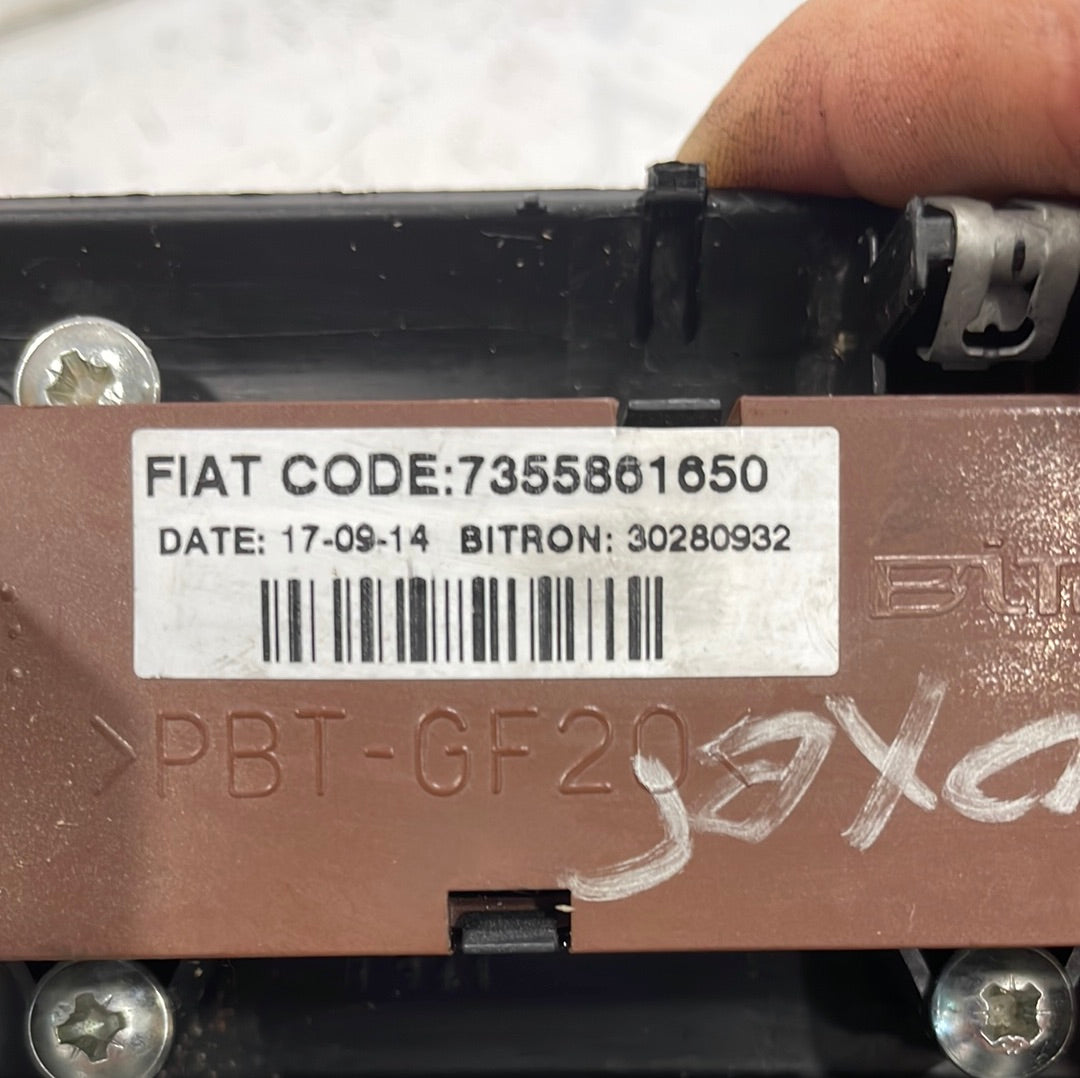 FIAT CODE:7355861650
DATE: 17-09-14 BITRON: 30280932
>PBT-GF20<